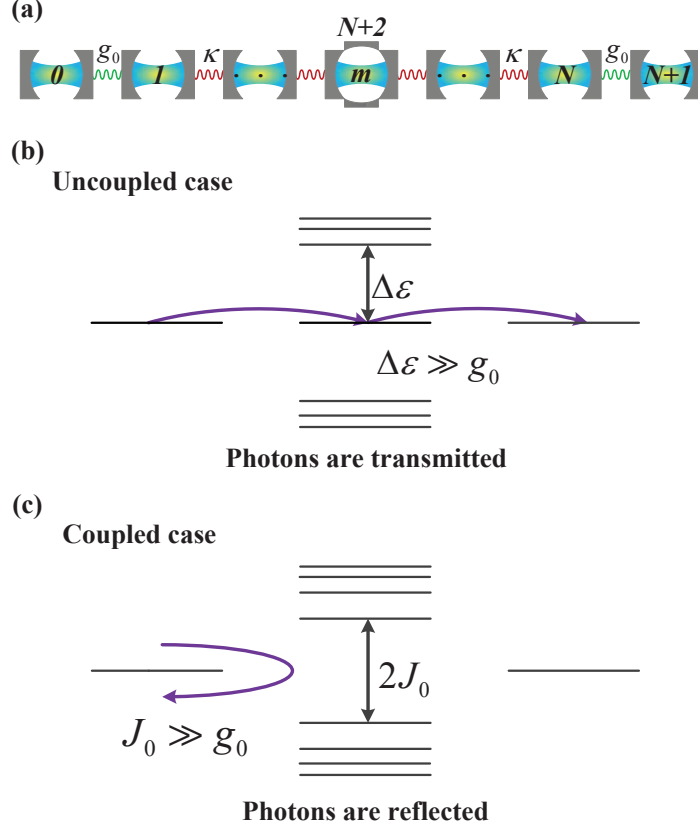 (a)
N+2
g₀ κ κ g₀
0 1 · · · m · · · N N+1
(b)
Uncoupled case
Δε
Δε ≫ g₀
Photons are transmitted
(c)
Coupled case
2J₀
J₀ ≫ g₀
Photons are reflected